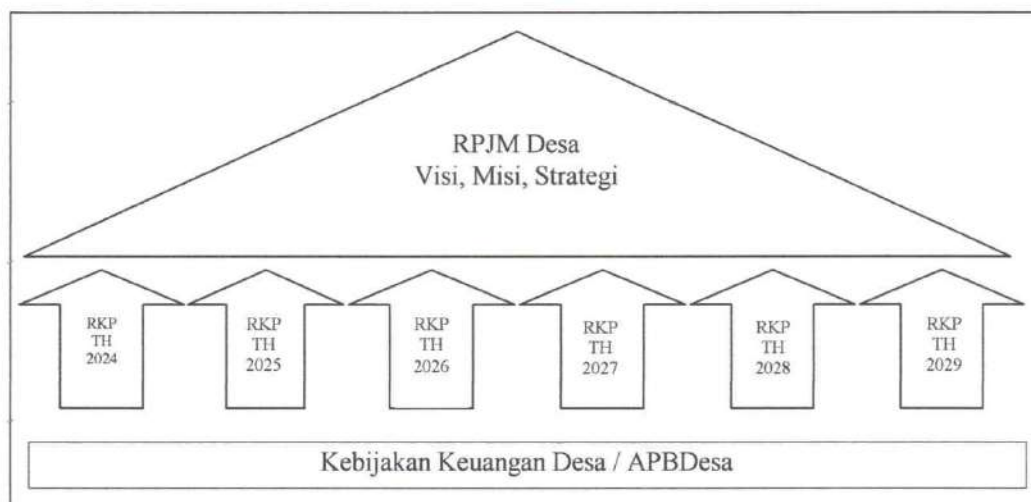 RPJM Desa
Visi, Misi, Strategi
RKP
TH
2024
RKP
TH
2025
RKP
TH
2026
RKP
TH
2027
RKP
TH
2028
RKP
TH
2029
Kebijakan Keuangan Desa / APBDesa